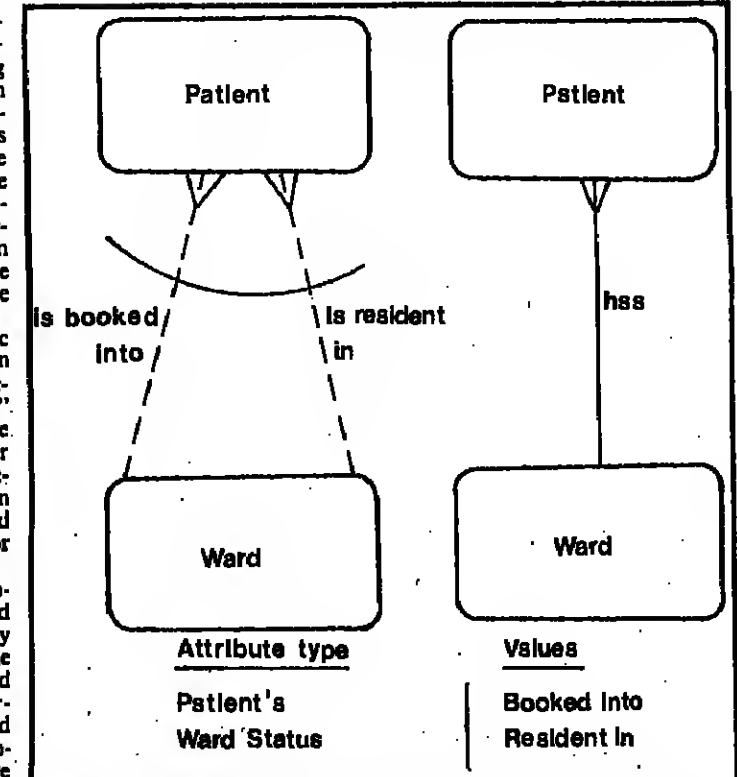 Patient
Pstient
is booked
into
is resident
in
hss
Ward
Ward
Attribute type
Values
Pstient's
Ward Status
Booked into
Resident in